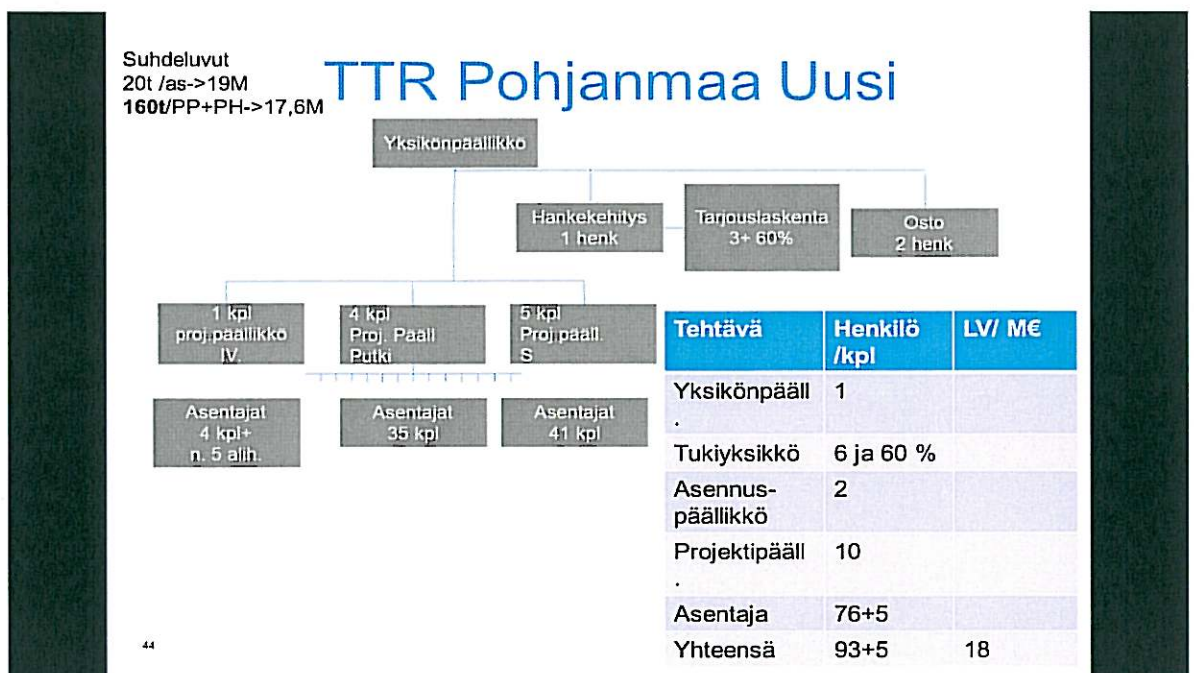 Suhdeluvut
20t /as->19M
160t/PP+PH->17,6M
TTR Pohjanmaa Uusi
Yksikönpäällikkö
Hankekehitys
1 henk
Tarjouslaskenta
3+ 60%
Osto
2 henk
1 kpl
proj.päällikkö
IV.
4 kpl
Proj. Pääll
Putki
5 kpl
Proj.pääll.
S
Asentajat
4 kpl+
n. 5 alih.
Asentajat
35 kpl
Asentajat
41 kpl
Tehtävä Henkilö LV/ M€
/kpl
Yksikönpääll 1
.
Tukiyksikkö 6 ja 60 %
Asennus- 2
päällikkö
Projektipääll 10
.
Asentaja 76+5
Yhteensä 93+5 18
44